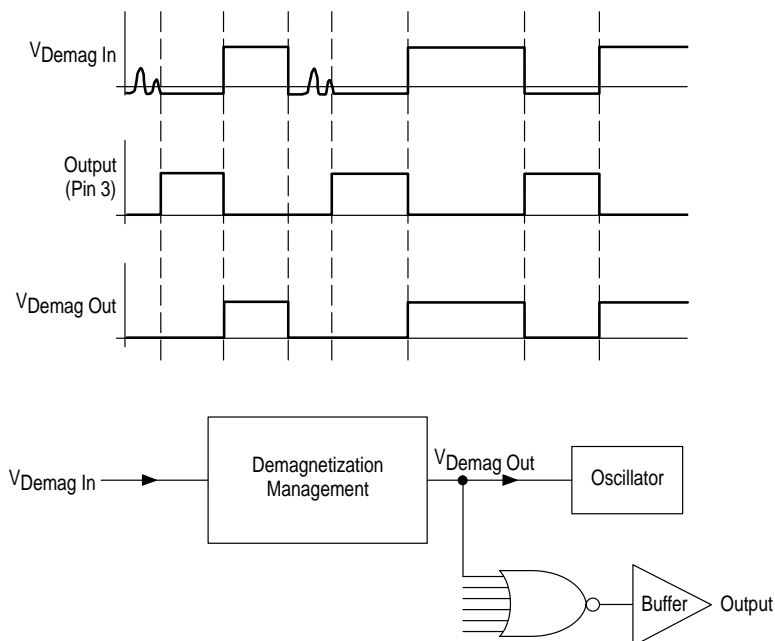 VDemag In
Output
(Pin 3)
VDemag Out
VDemag In
Demagnetization
Management
VDemag Out
Oscillator
Buffer
Output